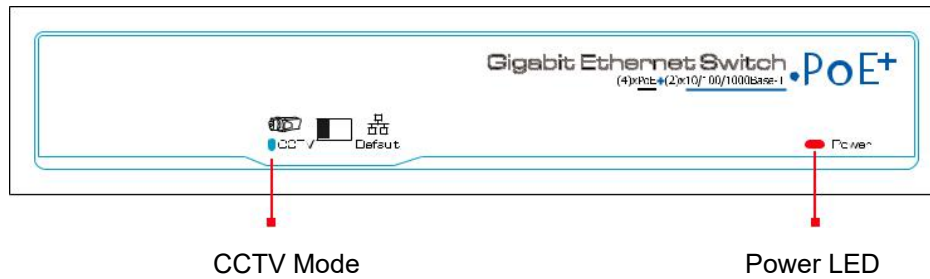 Gigabit Ethernet Switch PoE+
(4)xPoE+(2)x10/100/1000Base-T
CCTV Default
Power
CCTV Mode Power LED